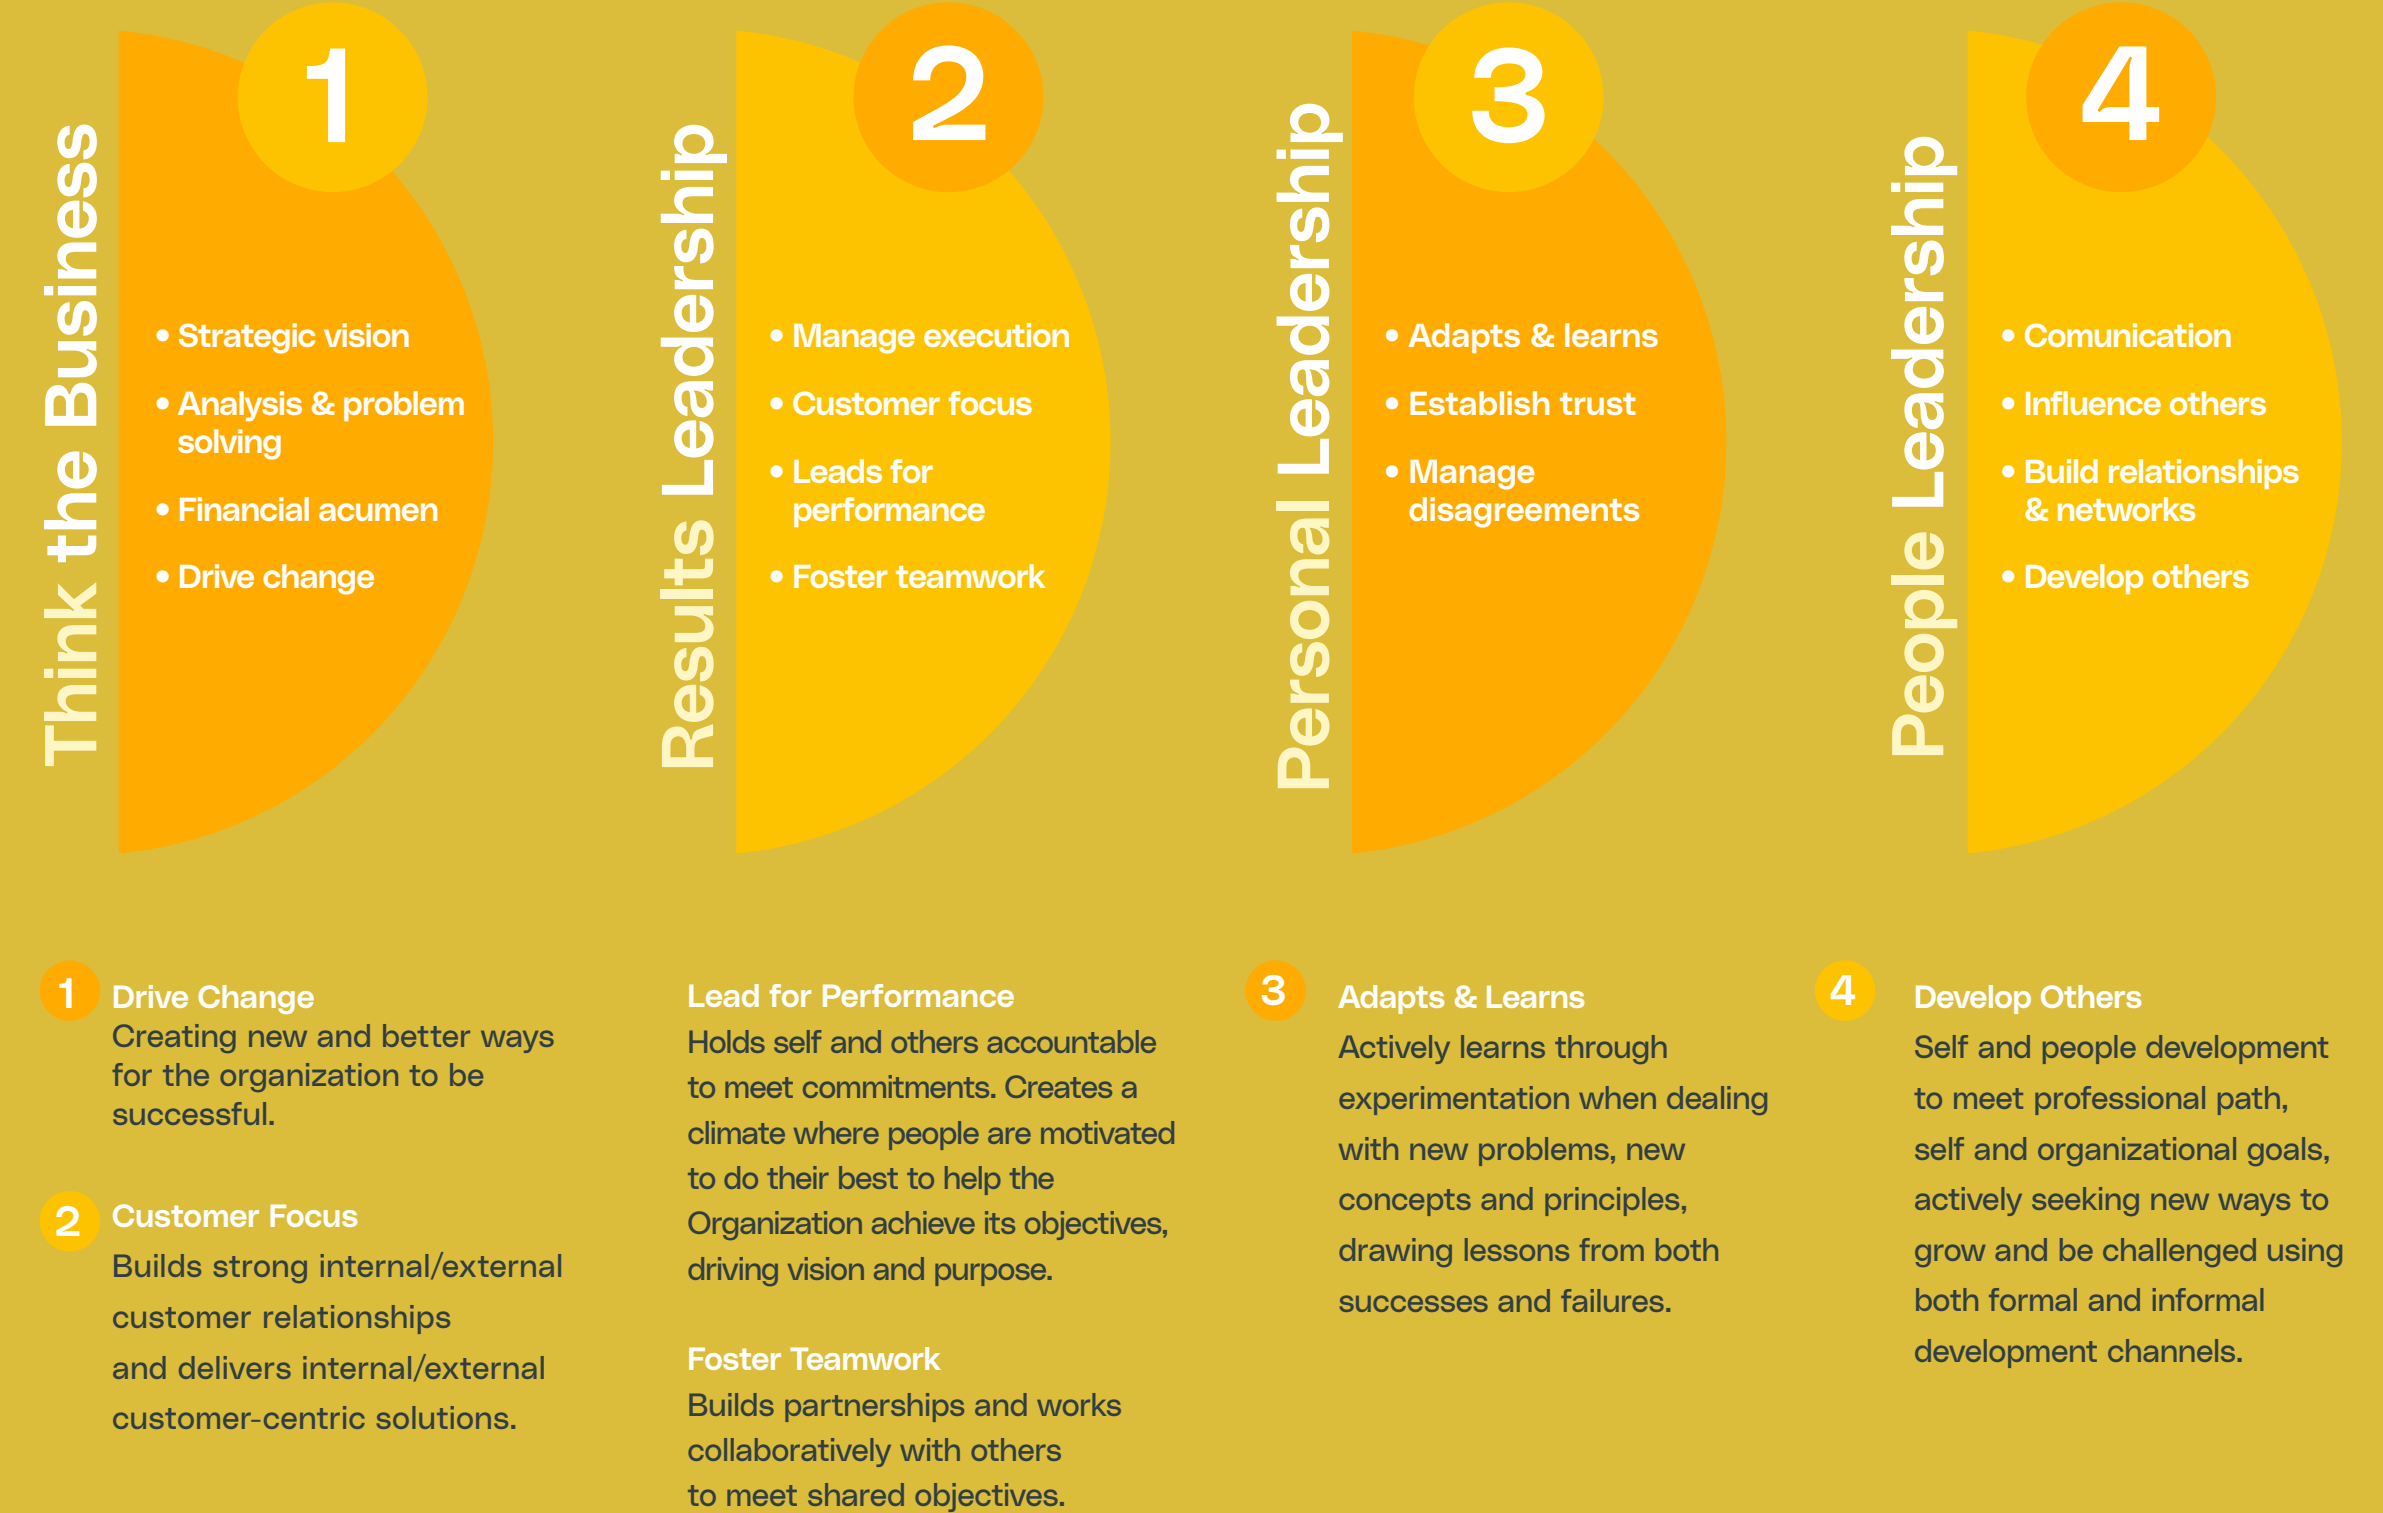 1
Think the Business
• Strategic vision
• Analysis & problem
solving
• Financial acumen
• Drive change
2
Results Leadership
• Manage execution
• Customer focus
• Leads for
performance
• Foster teamwork
3
Personal Leadership
• Adapts & learns
• Establish trust
• Manage
disagreements
4
People Leadership
• Comunication
• Influence others
• Build relationships
& networks
• Develop others
1
Drive Change
Creating new and better ways
for the organization to be
successful.
2
Customer Focus
Builds strong internal/external
customer relationships
and delivers internal/external
customer-centric solutions.
Lead for Performance
Holds self and others accountable
to meet commitments. Creates a
climate where people are motivated
to do their best to help the
Organization achieve its objectives,
driving vision and purpose.
Foster Teamwork
Builds partnerships and works
collaboratively with others
to meet shared objectives.
3
Adapts & Learns
Actively learns through
experimentation when dealing
with new problems, new
concepts and principles,
drawing lessons from both
successes and failures.
4
Develop Others
Self and people development
to meet professional path,
self and organizational goals,
actively seeking new ways to
grow and be challenged using
both formal and informal
development channels.